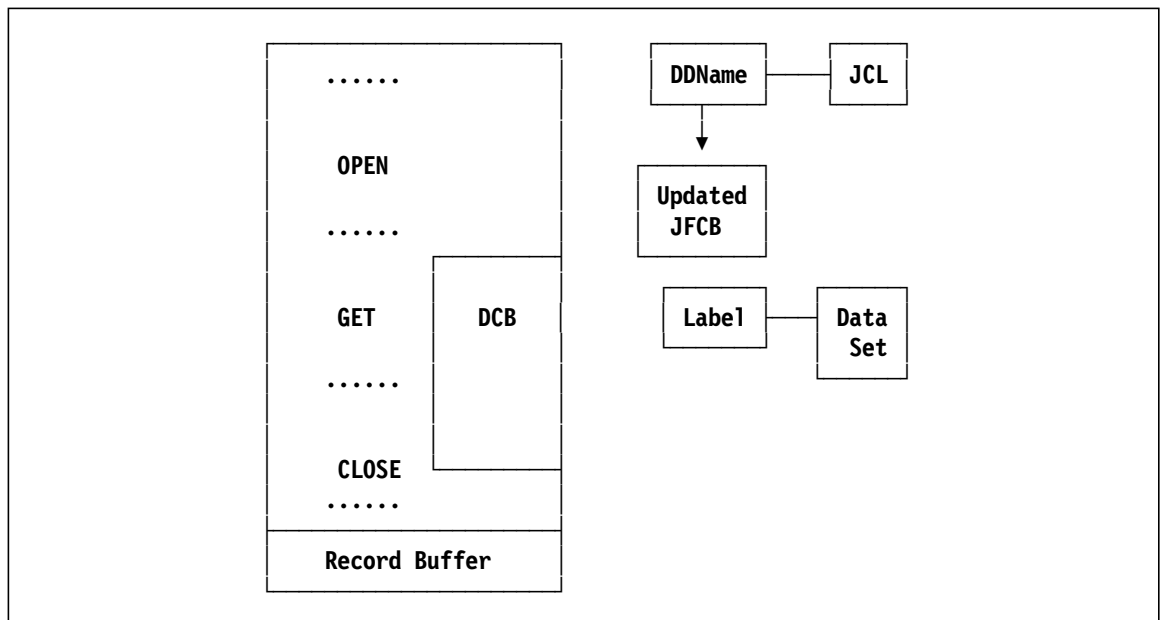 ......
OPEN
......
GET
DCB
......
CLOSE
......
Record Buffer
DDName
JCL
Updated
JFCB
Label
Data
Set